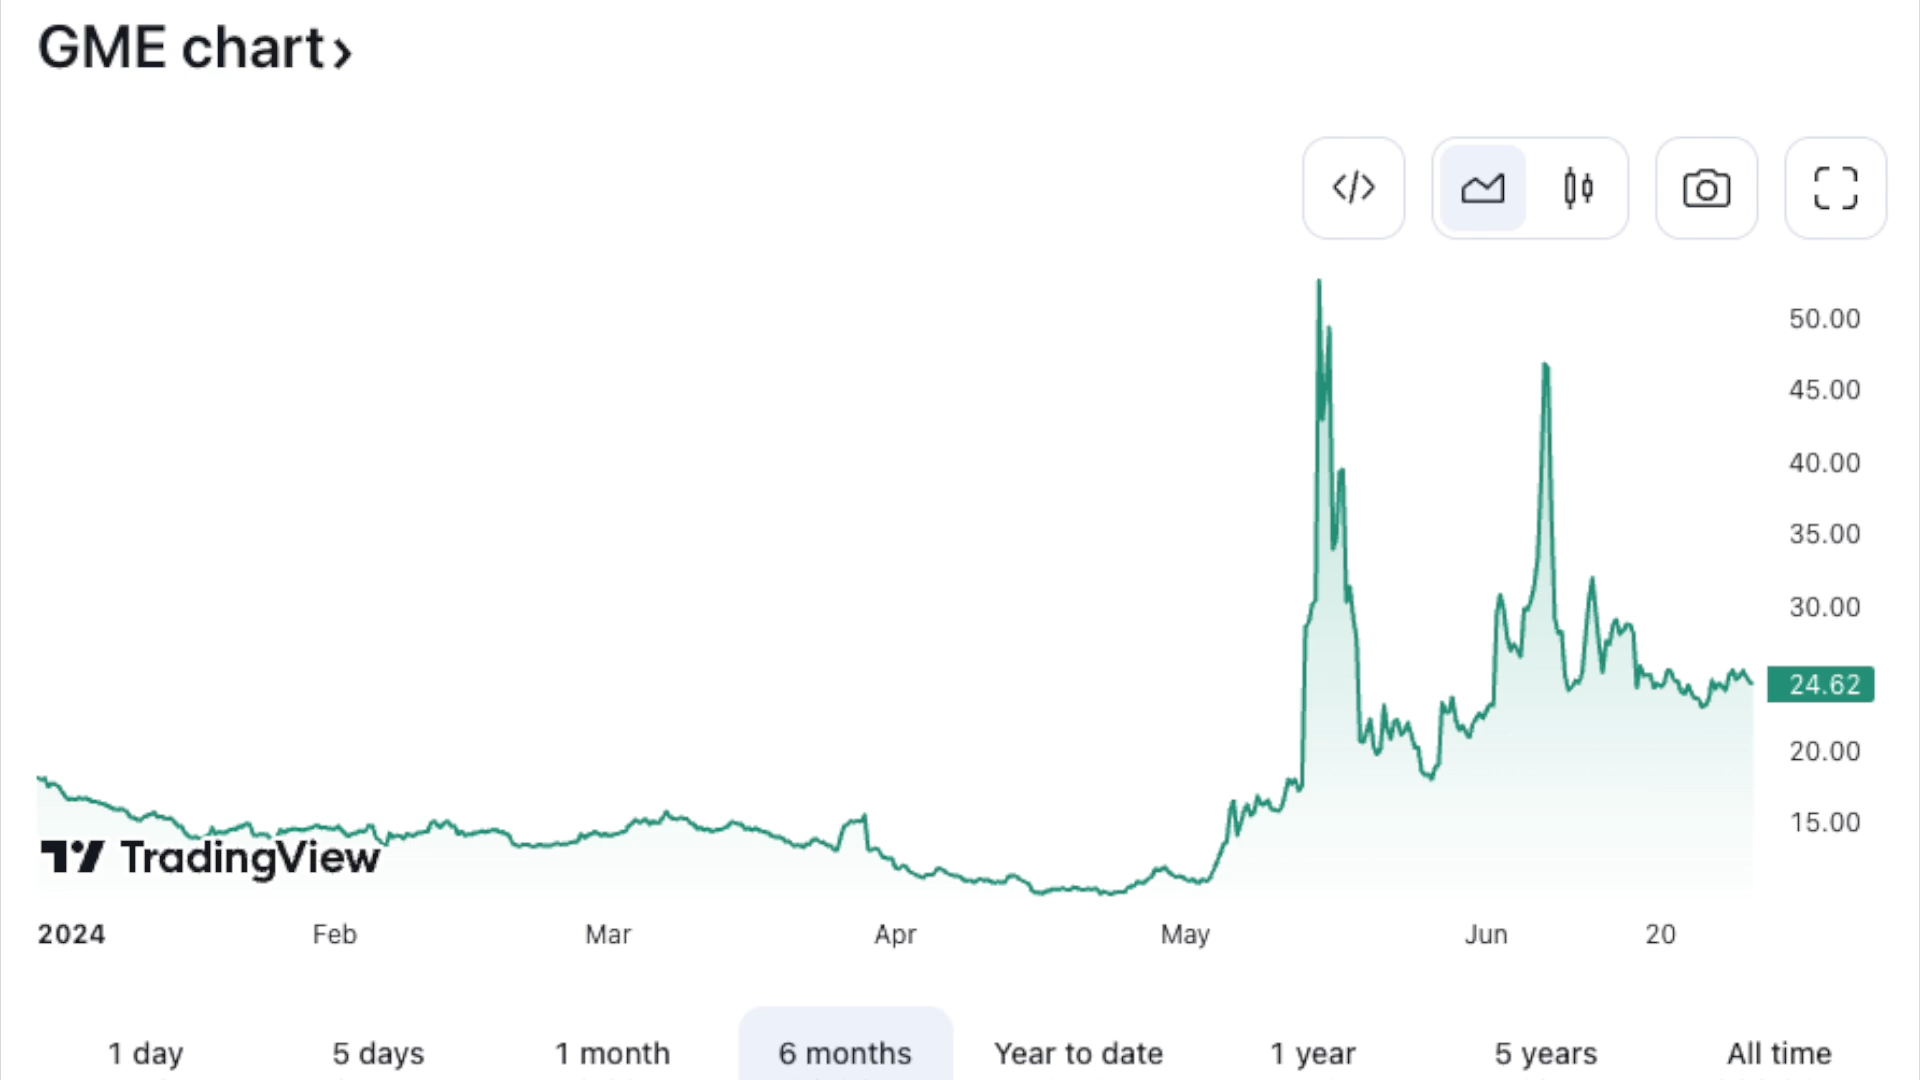 GME chart›
50.00
45.00
40.00
35.00
30.00
24.62
20.00
15.00
TradingView
2024 Feb Mar Apr May Jun 20
1 day 5 days 1 month 6 months Year to date 1 year 5 years All time